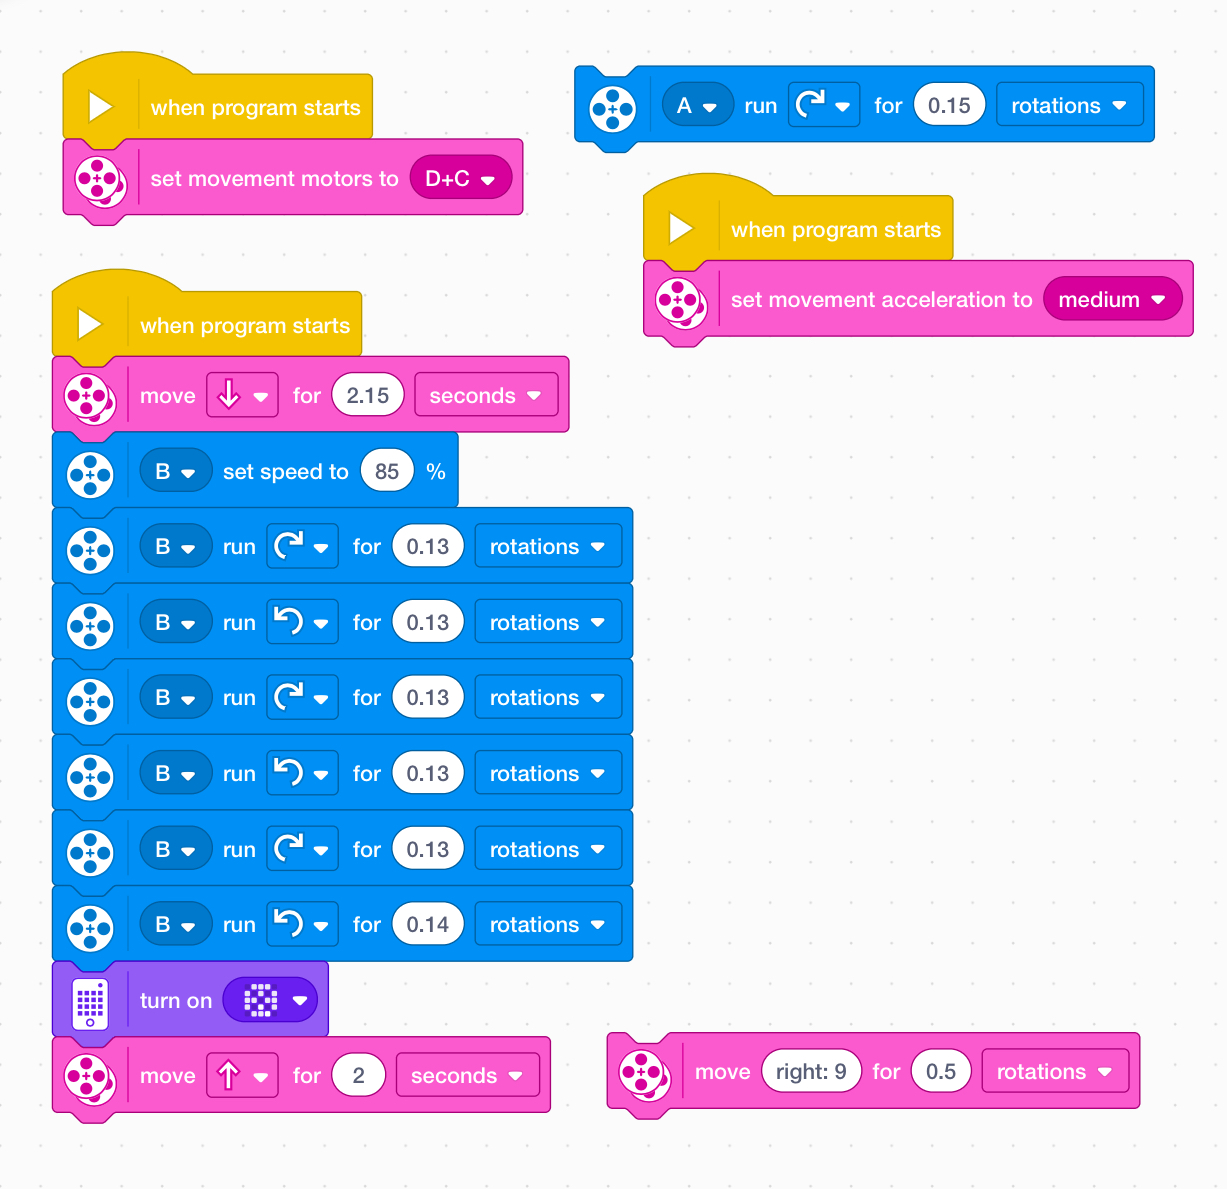 when program starts
set movement motors to D+C
A run for 0.15 rotations
when program starts
set movement acceleration to medium
when program starts
move for 2.15 seconds
B set speed to 85 %
B run for 0.13 rotations
B run for 0.13 rotations
B run for 0.13 rotations
B run for 0.13 rotations
B run for 0.13 rotations
B run for 0.14 rotations
turn on
move for 2 seconds
move right: 9 for 0.5 rotations